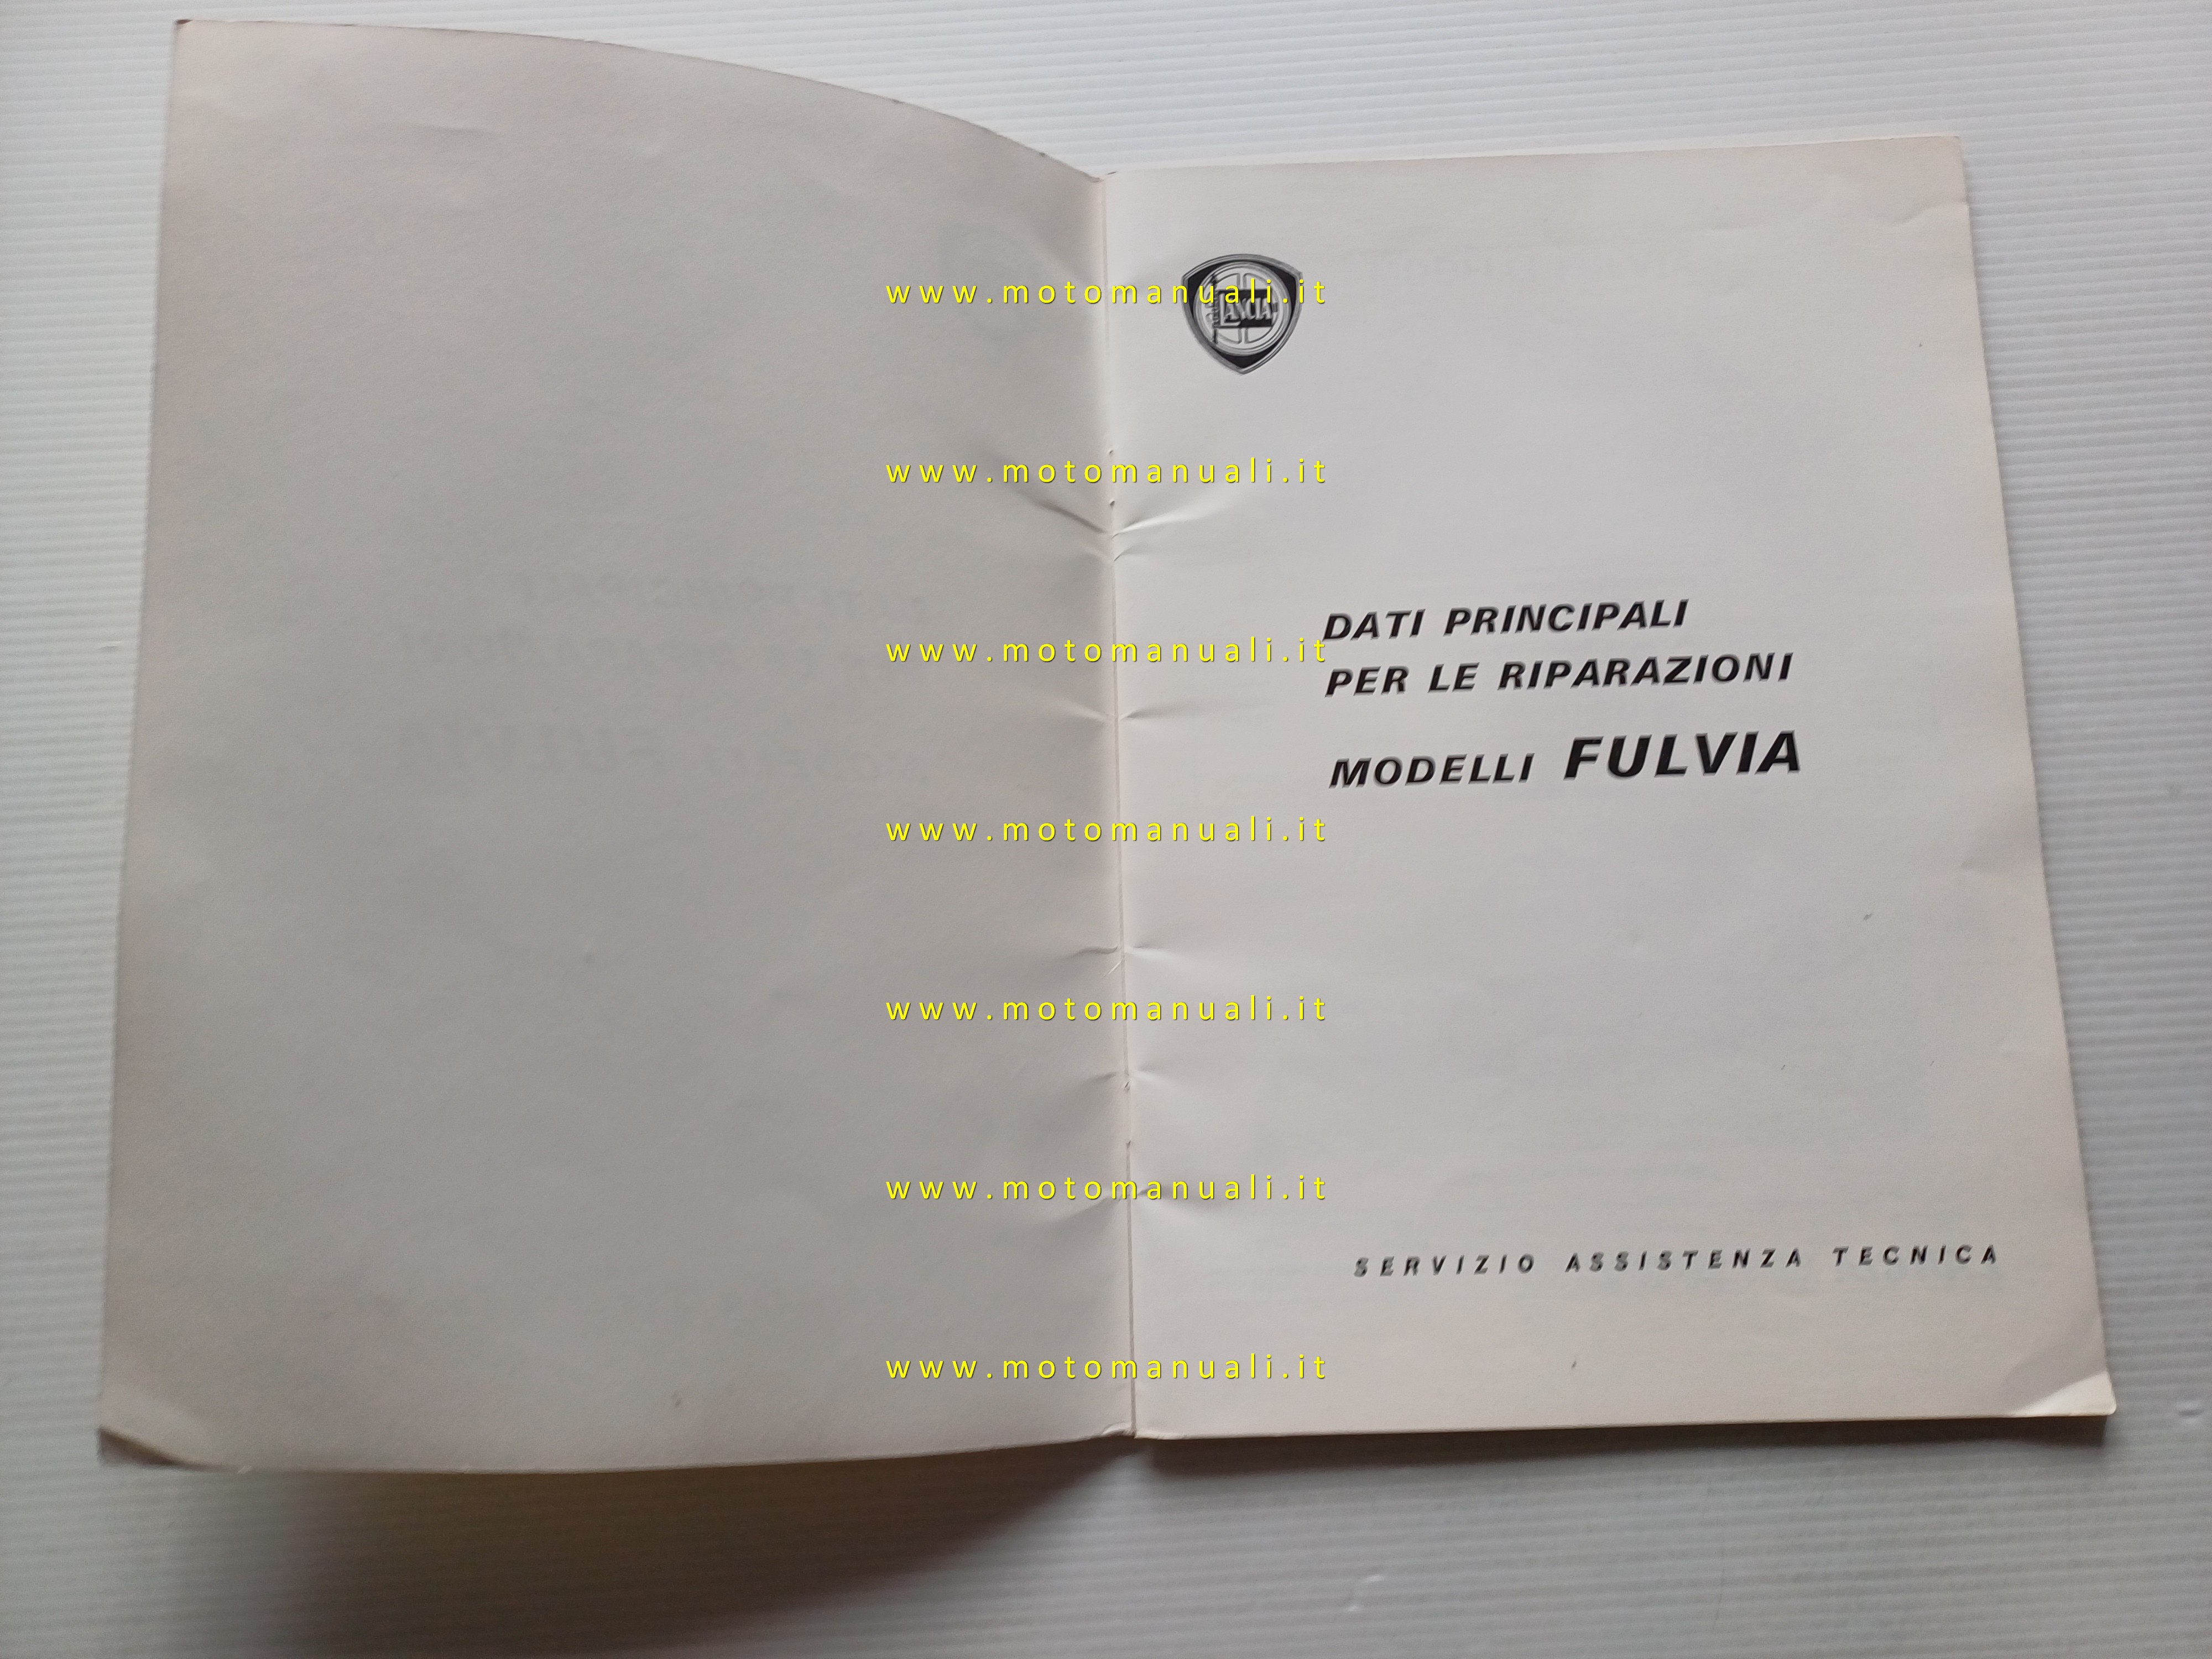 www.motomanuali.it
LANCIA
www.motomanuali.it
DATI PRINCIPALI
www.motomanuali.it
PER LE RIPARAZIONI
MODELLI FULVIA
www.motomanuali.it
www.motomanuali.it
www.motomanuali.it
SERVIZIO ASSISTENZA TECNICA
www.motomanuali.it